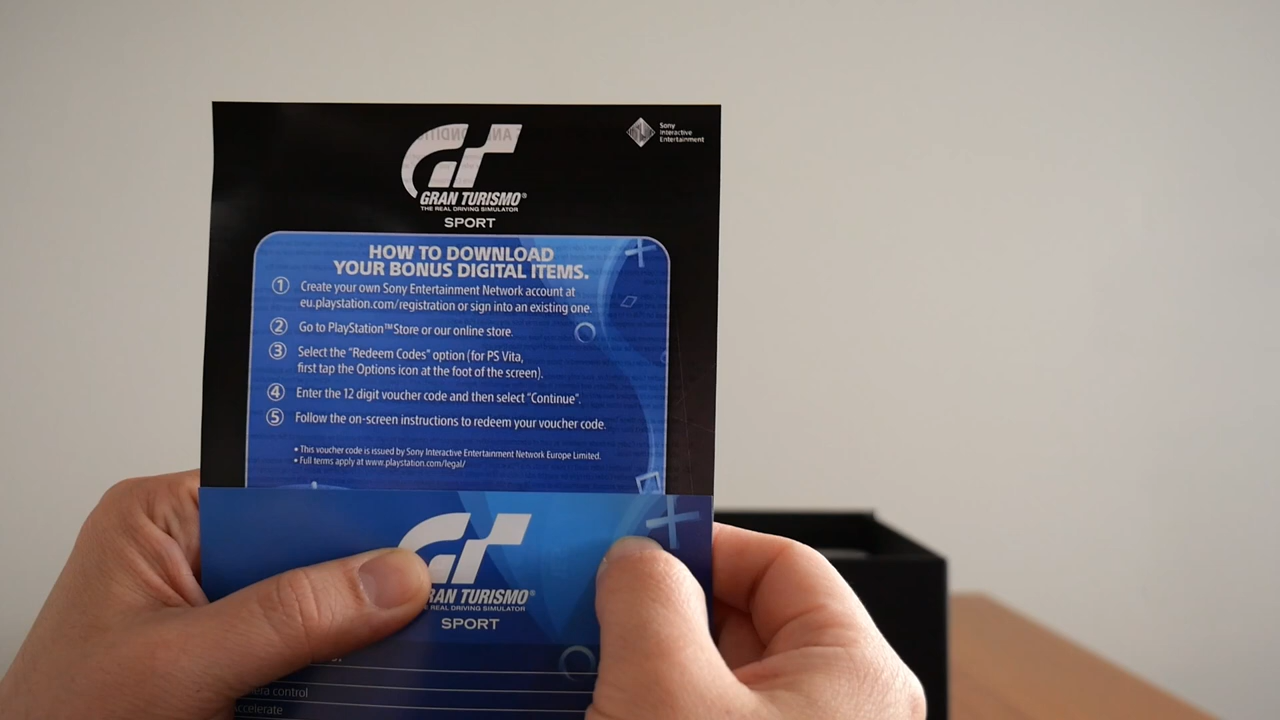 Sony
Interactive
Entertainment
GRAN TURISMO®
THE REAL DRIVING SIMULATOR
SPORT
HOW TO DOWNLOAD
YOUR BONUS DIGITAL ITEMS.
① Create your own Sony Entertainment Network account at
eu.playstation.com/registration or sign into an existing one.
② Go to PlayStation™Store or our online store.
③ Select the "Redeem Codes" option (for PS Vita,
first tap the Options icon at the foot of the screen).
④ Enter the 12 digit voucher code and then select "Continue".
⑤ Follow the on-screen instructions to redeem your voucher code.
• This voucher code is issued by Sony Interactive Entertainment Network Europe Limited.
• Full terms apply at www.playstation.com/legal/
RAN TURISMO®
REAL DRIVING SIMULATOR
SPORT
era control
ccelerate